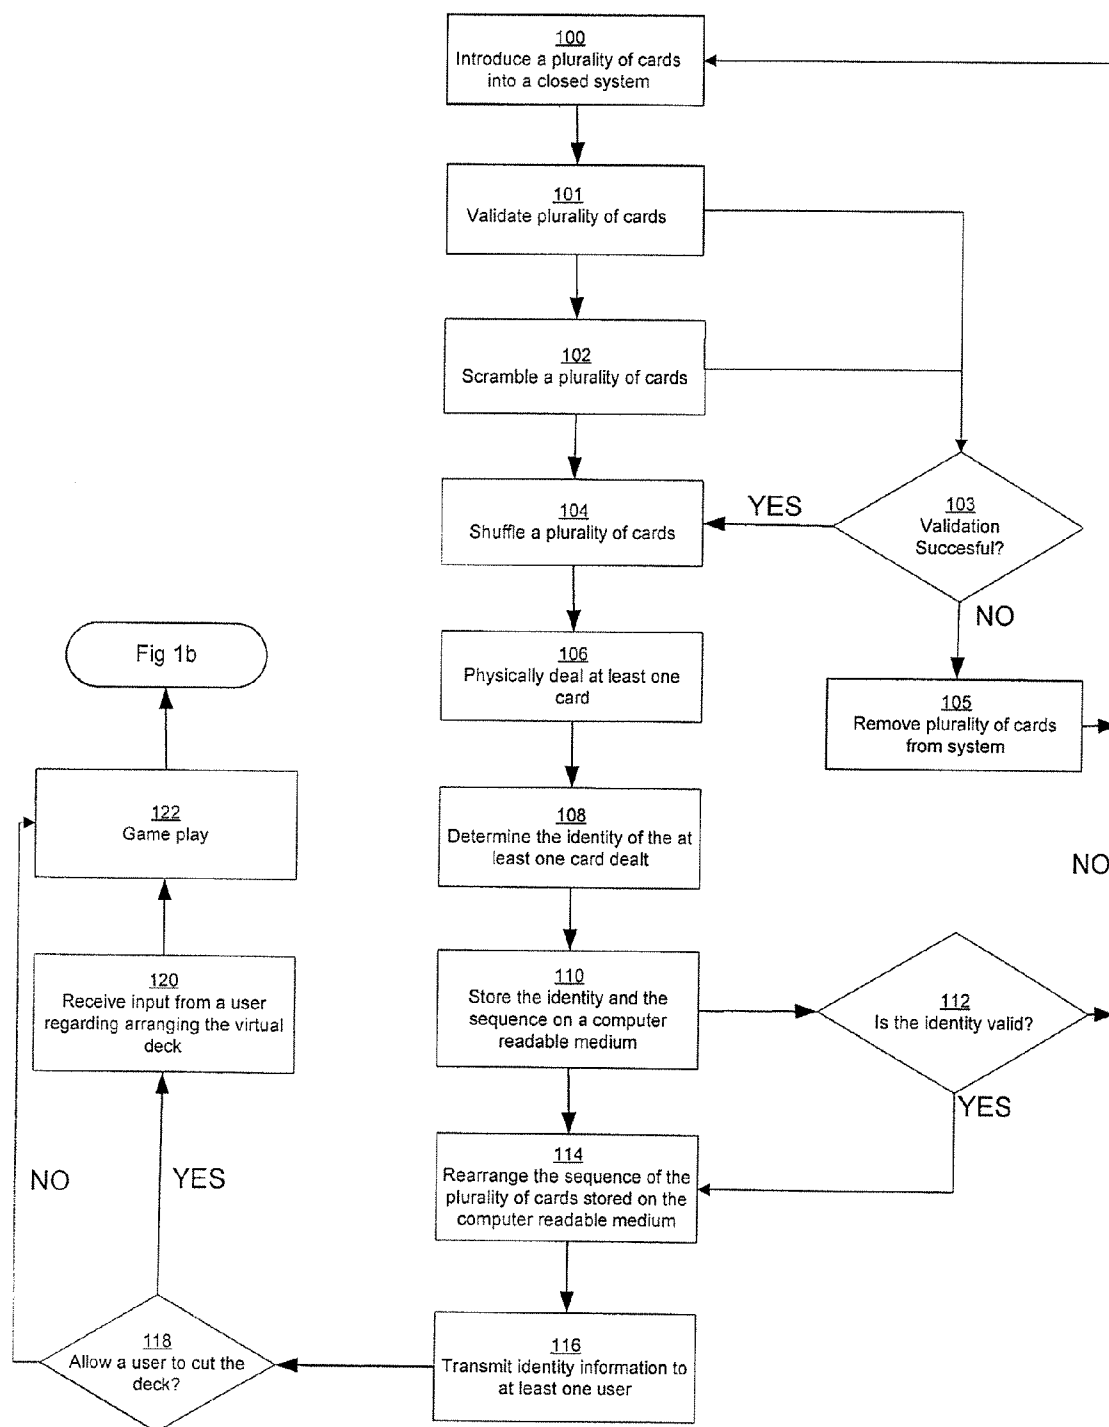 100
Introduce a plurality of cards
into a closed system
101
Validate plurality of cards
102
Scramble a plurality of cards
104
Shuffle a plurality of cards
YES
103
Validation
Succesful?
NO
105
Remove plurality of cards
from system
106
Physically deal at least one
card
108
Determine the identity of the at
least one card dealt
NO
110
Store the identity and the
sequence on a computer
readable medium
112
Is the identity valid?
YES
114
Rearrange the sequence of the
plurality of cards stored on the
computer readable medium
116
Transmit identity information to
at least one user
118
Allow a user to cut the
deck?
NO
YES
120
Receive input from a user
regarding arranging the virtual
deck
122
Game play
Fig 1b